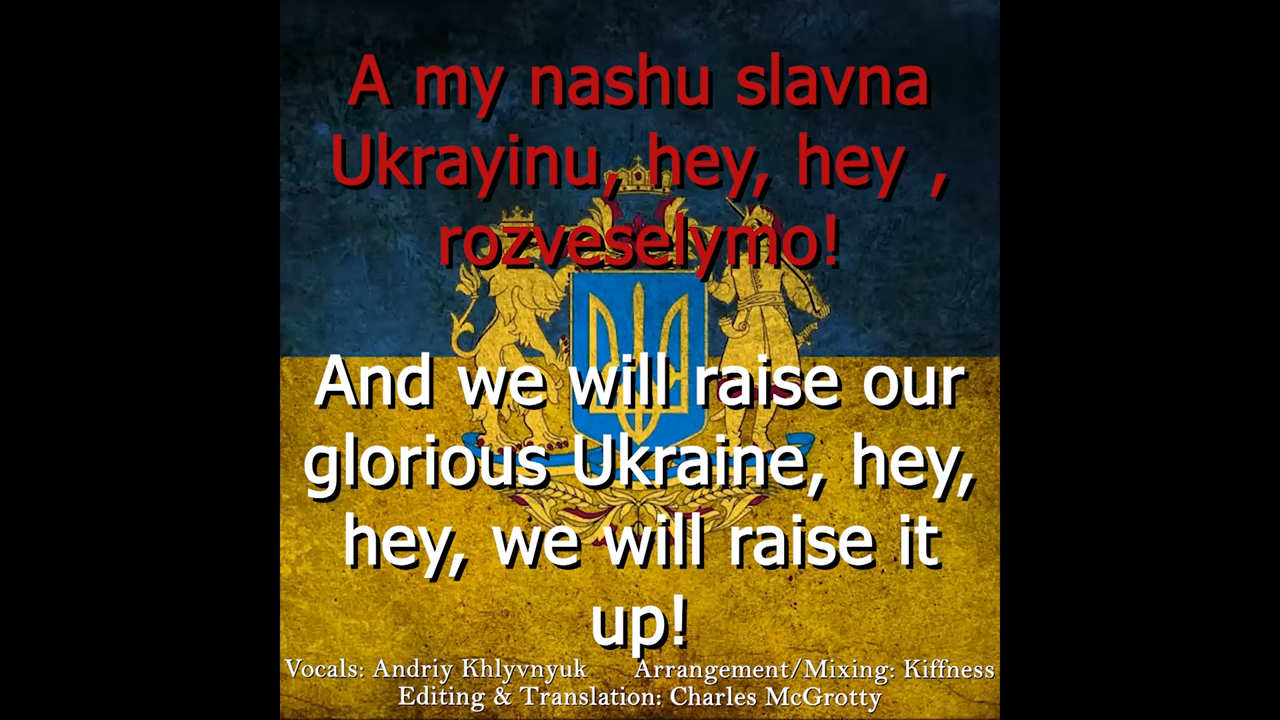 A my nashu slavna
Ukrayinu, hey, hey ,
rozveselymo!
And we will raise our
glorious Ukraine, hey,
hey, we will raise it
up!
Vocals: Andriy Khlyvnyuk Arrangement/Mixing: Kiffness
Editing & Translation: Charles McGrotty